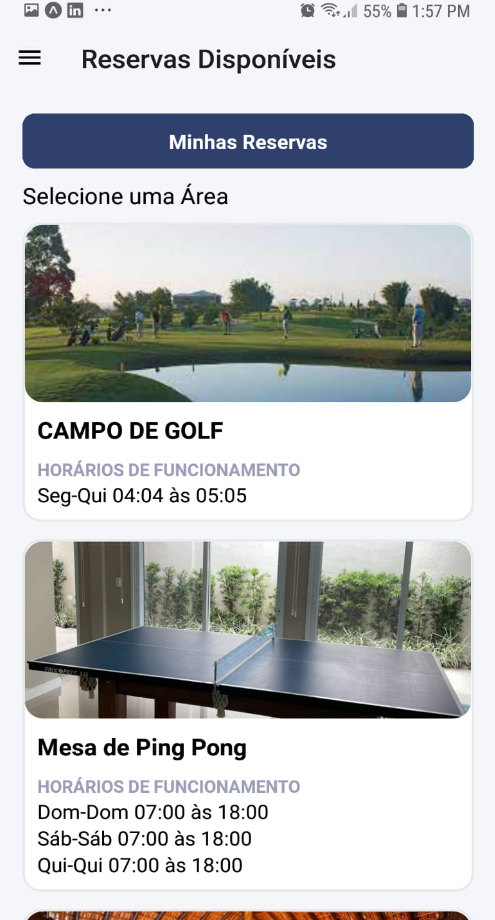 55% 1:57 PM
Reservas Disponíveis
Minhas Reservas
Selecione uma Área
CAMPO DE GOLF
HORÁRIOS DE FUNCIONAMENTO
Seg-Qui 04:04 às 05:05
Mesa de Ping Pong
HORÁRIOS DE FUNCIONAMENTO
Dom-Dom 07:00 às 18:00
Sáb-Sáb 07:00 às 18:00
Qui-Qui 07:00 às 18:00